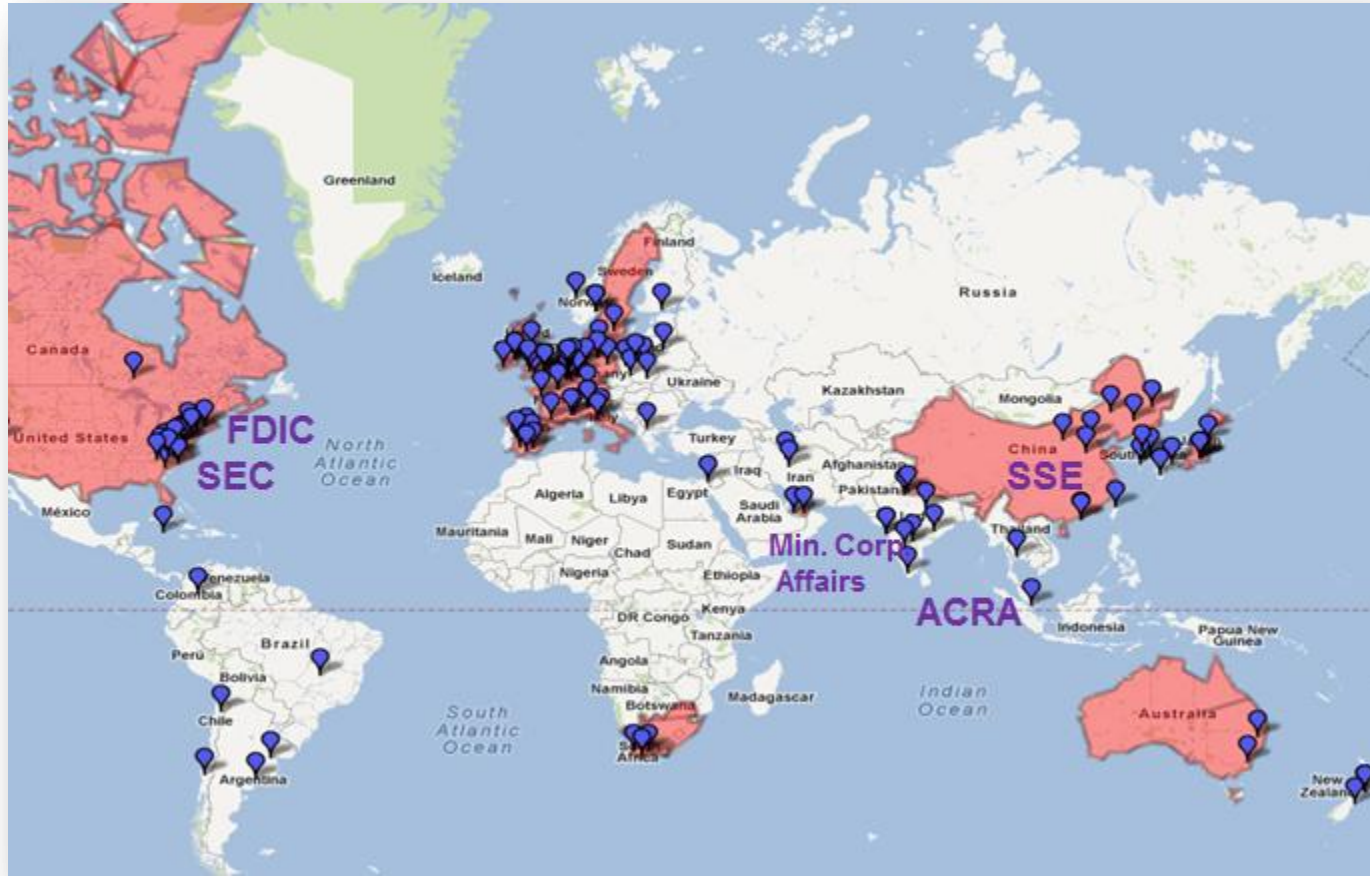 Greenland
Finland
Sweden
Iceland
Russia
Canada
Ukraine
Kazakhstan
Mongolia
United States
FDIC
SEC
North
Atlantic
Ocean
Turkey
China
SSE
Iraq
Iran
Afghanistan
Pakistan
México
Algeria
Libya
Egypt
Saudi
Arabia
Mauritania
Mali
Niger
Chad
Sudan
Thailand
Min. Corp
Affairs
Nigeria
Ethiopia
Venezuela
Colombia
DR Congo
Kenya
ACRA
Indonesia
Papua New
Guinea
Tanzania
Brazil
Perú
Bolivia
Angola
Namibia
Madagascar
Botswana
Indian
Ocean
Australia
Chile
South
Atlantic
Ocean
South
Africa
Argentina
New
Zealand